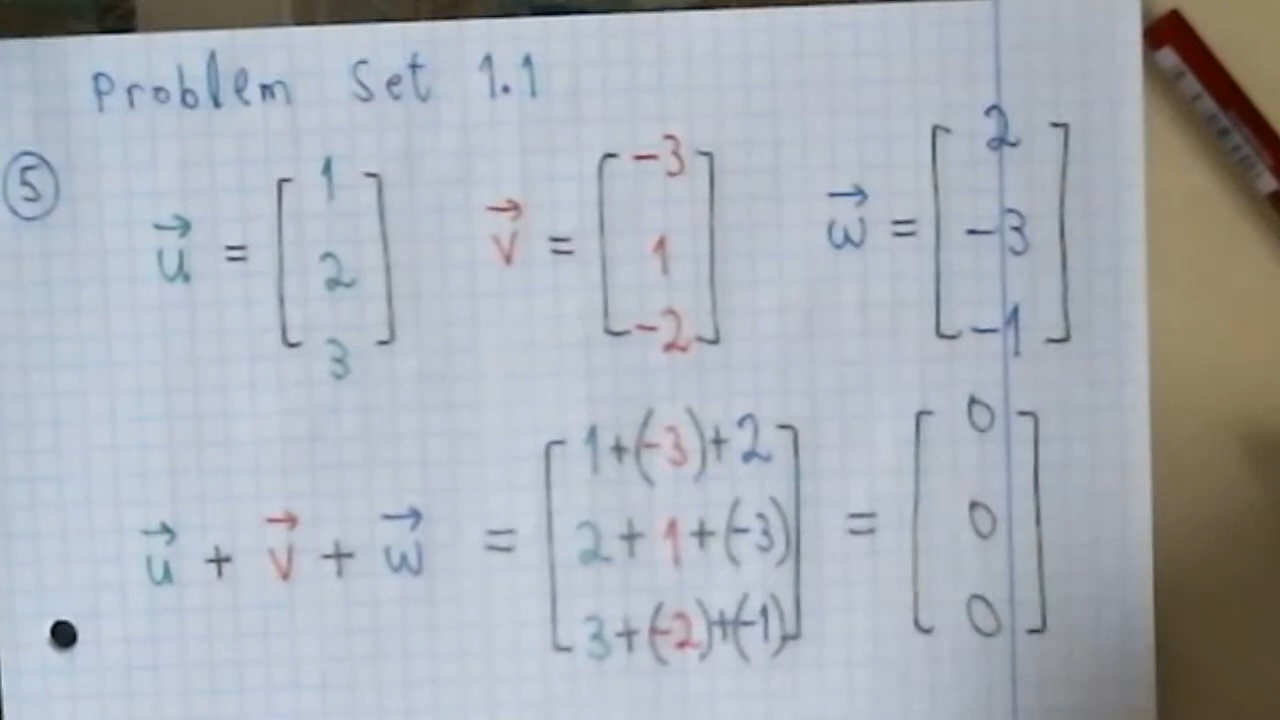 Problem Set 1.1
⑤ u⃗ = [1 2 3] v⃗ = [-3 1 -2] w⃗ = [2 -3 -1]
u⃗ + v⃗ + w⃗ = [1+(-3)+2 2+1+(-3) 3+(-2)+(-1)] = [0 0 0]